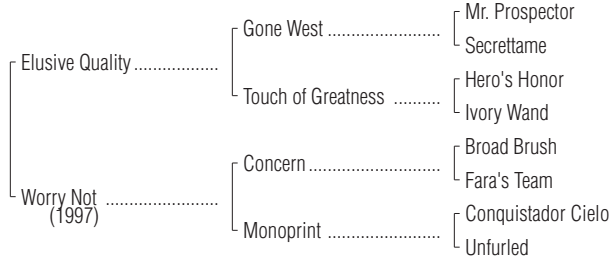 Mr. Prospector
Gone West ....................
Secrettame
Elusive Quality ...............
Hero's Honor
Touch of Greatness ..........
Ivory Wand
Broad Brush
Concern .........................
Fara's Team
Worry Not ....................
(1997)
Conquistador Cielo
Monoprint .....................
Unfurled